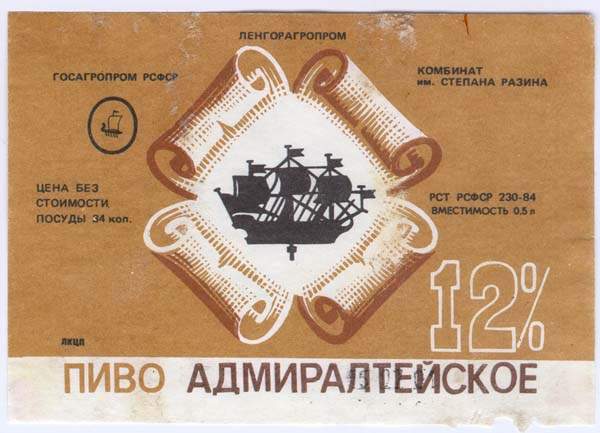 ЛЕНГОРАГРОПРОМ
ГОСАГРОПРОМ РСФСР
КОМБИНАТ
им. СТЕПАНА РАЗИНА
ЦЕНА БЕЗ
СТОИМОСТИ
ПОСУДЫ 34 коп.
РСТ РСФСР 230-84
ВМЕСТИМОСТЬ 0,5 л
12%
ЛКЦП
ПИВО АДМИРАЛТЕЙСКОЕ